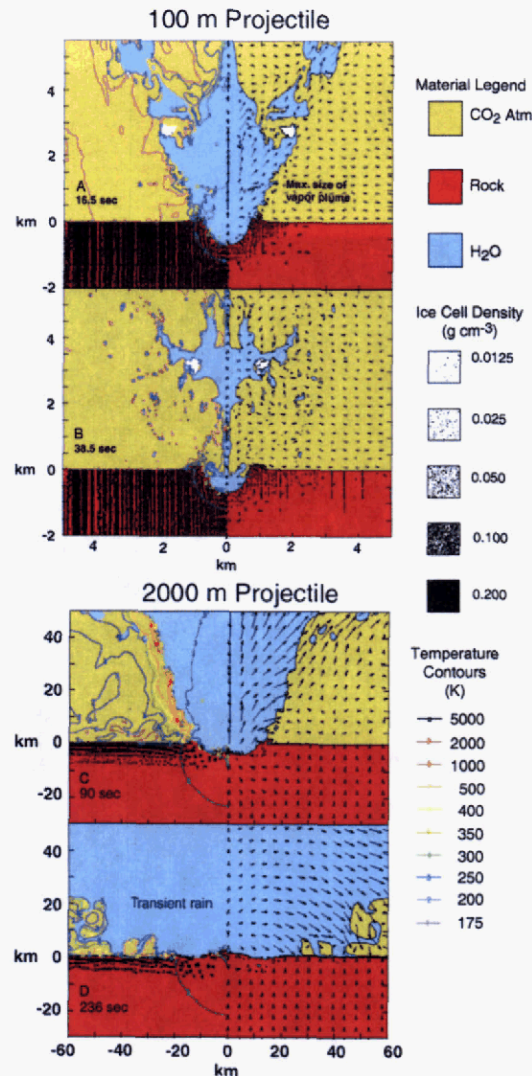 100 m Projectile
4
2
0
km
-2
A
16.5 sec
Max. size of
vapor plume
4
2
0
km
-2
B
38.5 sec
4 2 0 2 4
km
Material Legend
CO₂ Atm
Rock
H₂O
Ice Cell Density
(g cm⁻³)
0.0125
0.025
0.050
0.100
0.200
2000 m Projectile
40
20
0
km
-20
C
90 sec
40
20
0
km
-20
Transient rain
D
236 sec
-60 -40 -20 0 20 40 60
km
Temperature
Contours
(K)
5000
2000
1000
500
400
350
300
250
200
175